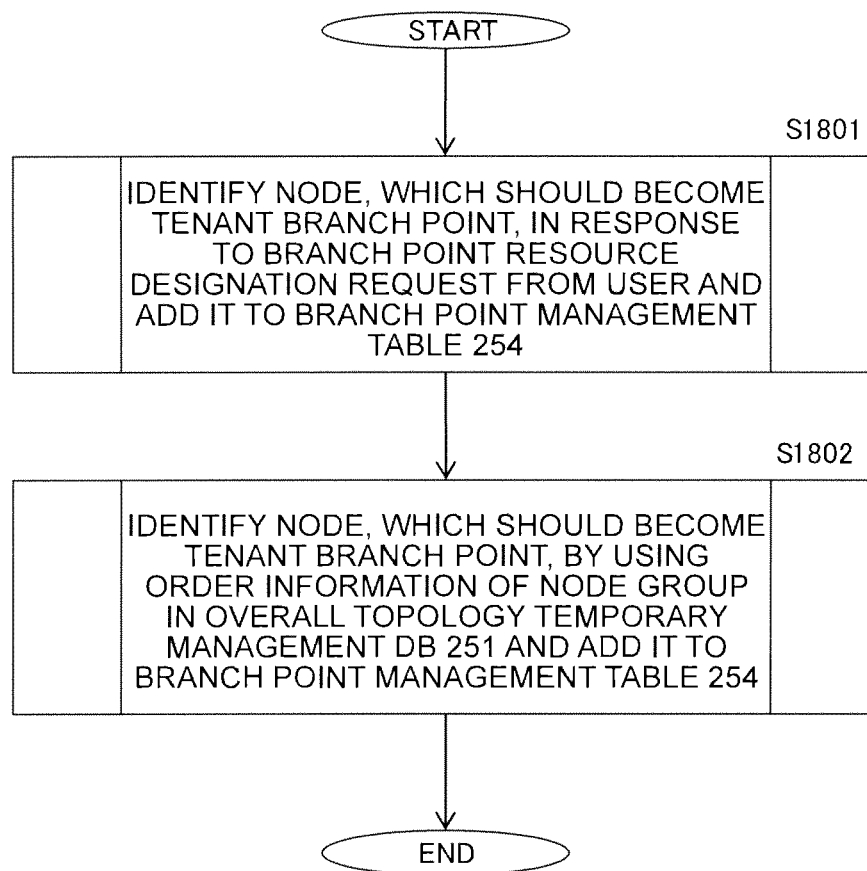 START
S1801
IDENTIFY NODE, WHICH SHOULD BECOME
TENANT BRANCH POINT, IN RESPONSE
TO BRANCH POINT RESOURCE
DESIGNATION REQUEST FROM USER AND
ADD IT TO BRANCH POINT MANAGEMENT
TABLE 254
S1802
IDENTIFY NODE, WHICH SHOULD BECOME
TENANT BRANCH POINT, BY USING
ORDER INFORMATION OF NODE GROUP
IN OVERALL TOPOLOGY TEMPORARY
MANAGEMENT DB 251 AND ADD IT TO
BRANCH POINT MANAGEMENT TABLE 254
END